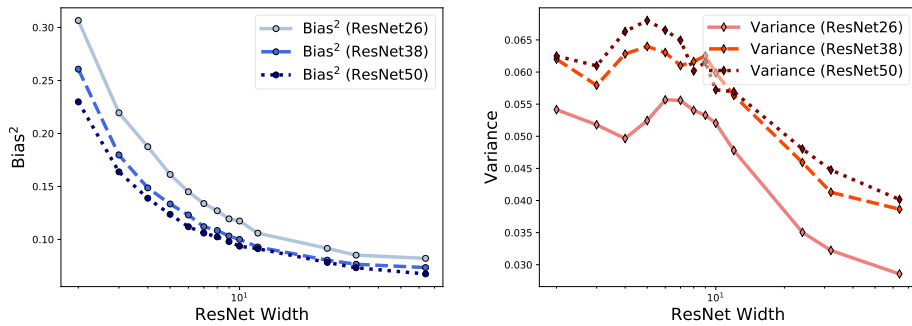 0.30
0.25
0.20
0.15
0.10
Bias²
Bias² (ResNet26)
Bias² (ResNet38)
Bias² (ResNet50)
10¹
ResNet Width
0.065
0.060
0.055
0.050
0.045
0.040
0.035
0.030
Variance
Variance (ResNet26)
Variance (ResNet38)
Variance (ResNet50)
10¹
ResNet Width